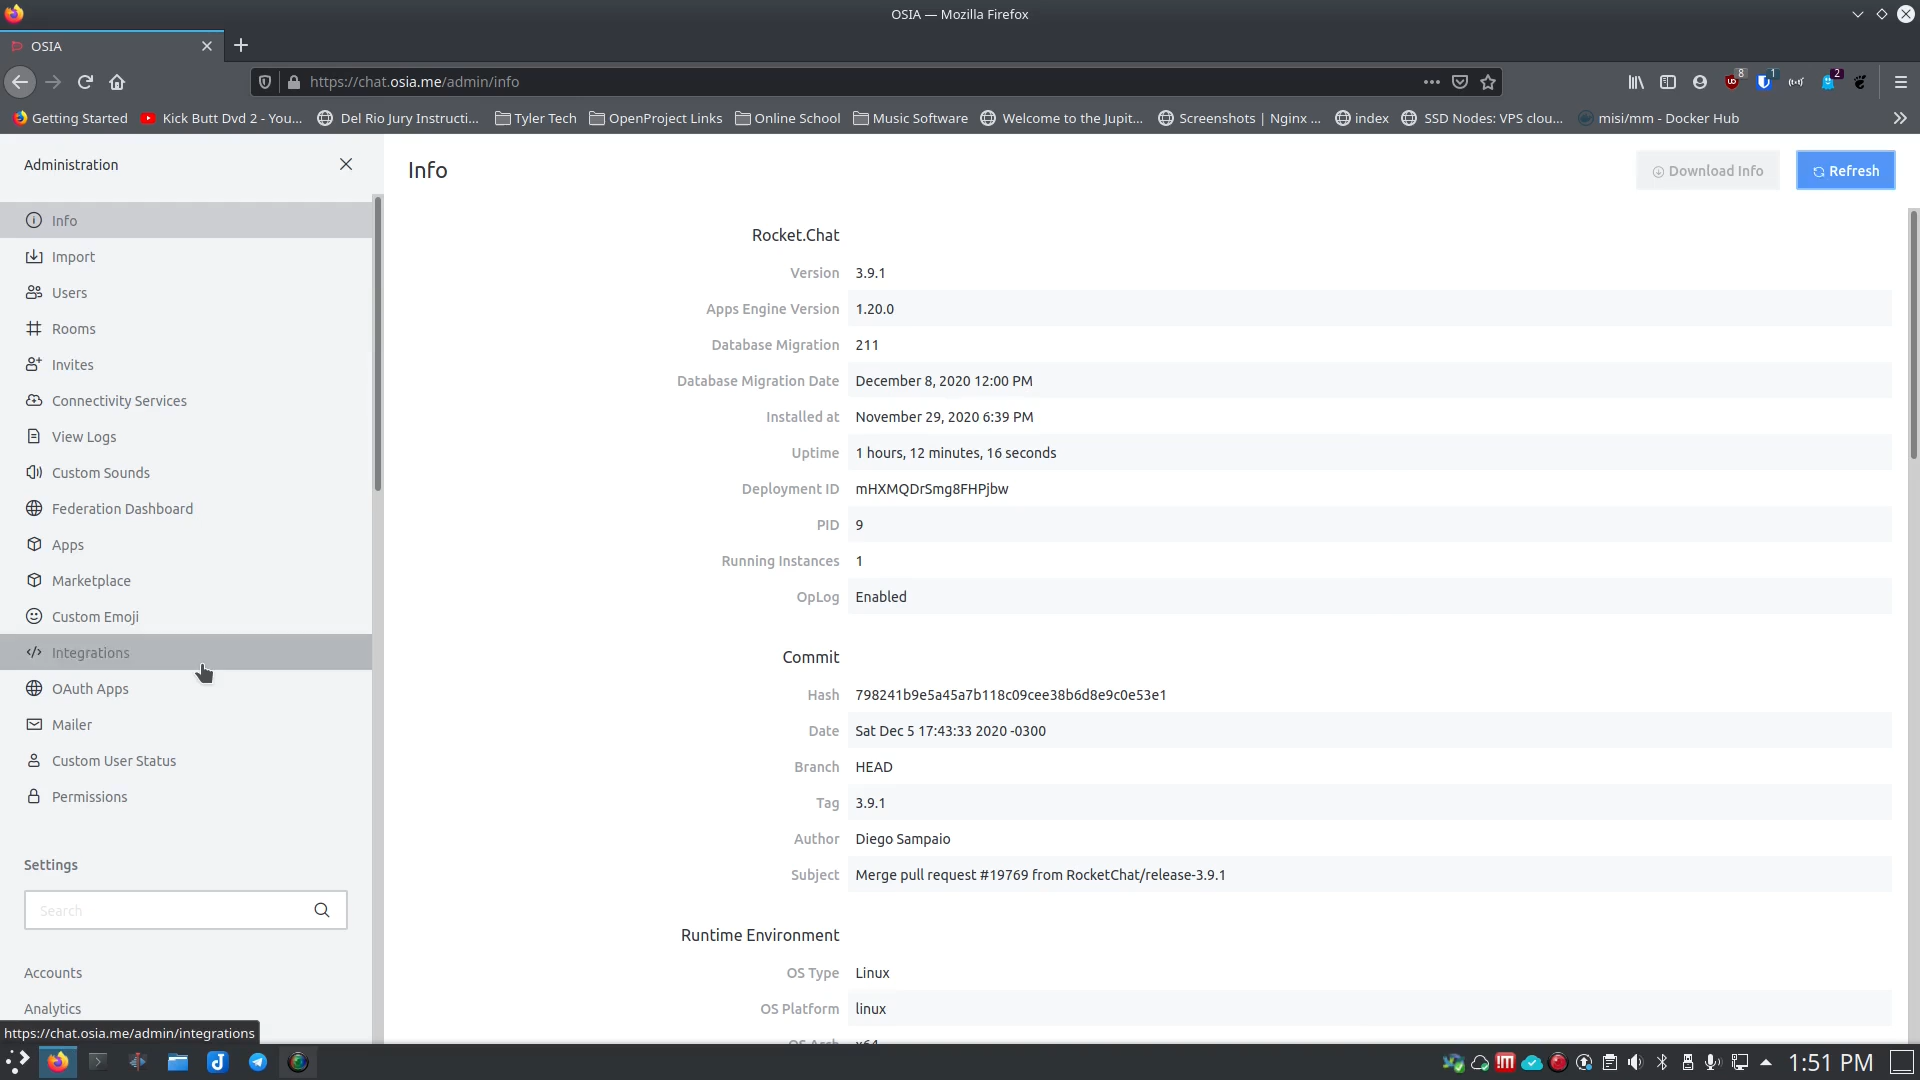 OSIA — Mozilla Firefox
OSIA
https://chat.osia.me/admin/info
8
1
2
Getting Started
Kick Butt Dvd 2 - You...
Del Rio Jury Instructi...
Tyler Tech
OpenProject Links
Online School
Music Software
Welcome to the Jupit...
Screenshots | Nginx ...
index
SSD Nodes: VPS clou...
misi/mm - Docker Hub
Administration
Info
Import
Users
Rooms
Invites
Connectivity Services
View Logs
Custom Sounds
Federation Dashboard
Apps
Marketplace
Custom Emoji
Integrations
OAuth Apps
Mailer
Custom User Status
Permissions
Settings
Search
Accounts
Analytics
https://chat.osia.me/admin/integrations
Info
Download Info
Refresh
Rocket.Chat
Version 3.9.1
Apps Engine Version 1.20.0
Database Migration 211
Database Migration Date December 8, 2020 12:00 PM
Installed at November 29, 2020 6:39 PM
Uptime 1 hours, 12 minutes, 16 seconds
Deployment ID mHXMQDrSmg8FHPjbw
PID 9
Running Instances 1
OpLog Enabled
Commit
Hash 798241b9e5a45a7b118c09cee38b6d8e9c0e53e1
Date Sat Dec 5 17:43:33 2020 -0300
Branch HEAD
Tag 3.9.1
Author Diego Sampaio
Subject Merge pull request #19769 from RocketChat/release-3.9.1
Runtime Environment
OS Type Linux
OS Platform linux
OS Arch x64
1:51 PM